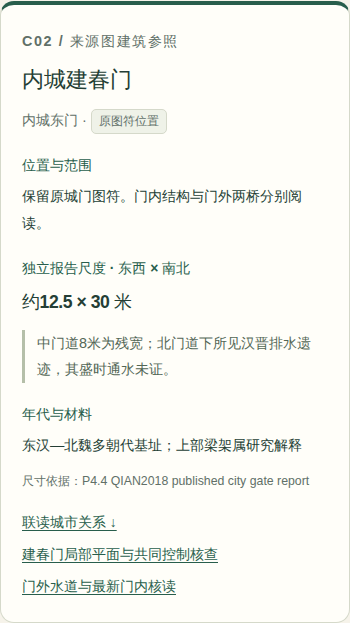 C02 / 来源图建筑参照
内城建春门
内城东门 · 原图符位置
位置与范围
保留原城门图符。门内结构与门外两桥分别阅
读。
独立报告尺度 · 东西 × 南北
约12.5 × 30 米
中门道8米为残宽；北门道下所见汉晋排水遗
迹，其盛时通水未证。
年代与材料
东汉—北魏多朝代基址；上部梁架属研究解释
尺寸依据：P4.4 QIAN2018 published city gate report
联读城市关系 ↓
建春门局部平面与共同控制核查
门外水道与最新门内核读